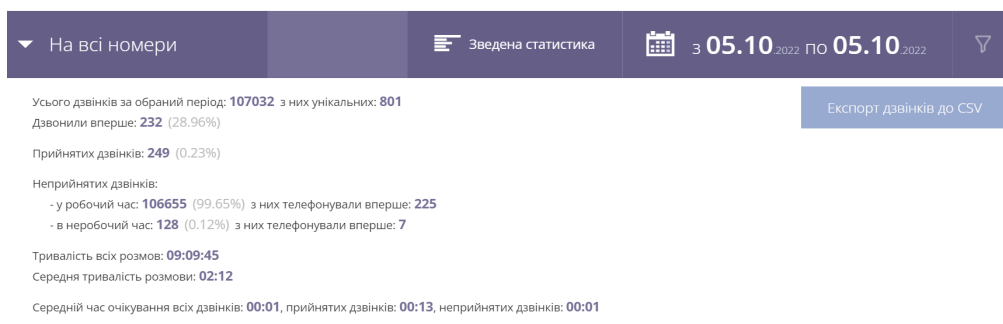 На всі номери
Зведена статистика
з 05.10.2022 по 05.10.2022
Усього дзвінків за обраний період: 107032 з них унікальних: 801
Експорт дзвінків до CSV
Дзвонили вперше: 232 (28.96%)
Прийнятих дзвінків: 249 (0.23%)
Неприйнятих дзвінків:
- у робочий час: 106655 (99.65%) з них телефонували вперше: 225
- в неробочий час: 128 (0.12%) з них телефонували вперше: 7
Тривалість всіх розмов: 09:09:45
Середня тривалість розмови: 02:12
Середній час очікування всіх дзвінків: 00:01, прийнятих дзвінків: 00:13, неприйнятих дзвінків: 00:01